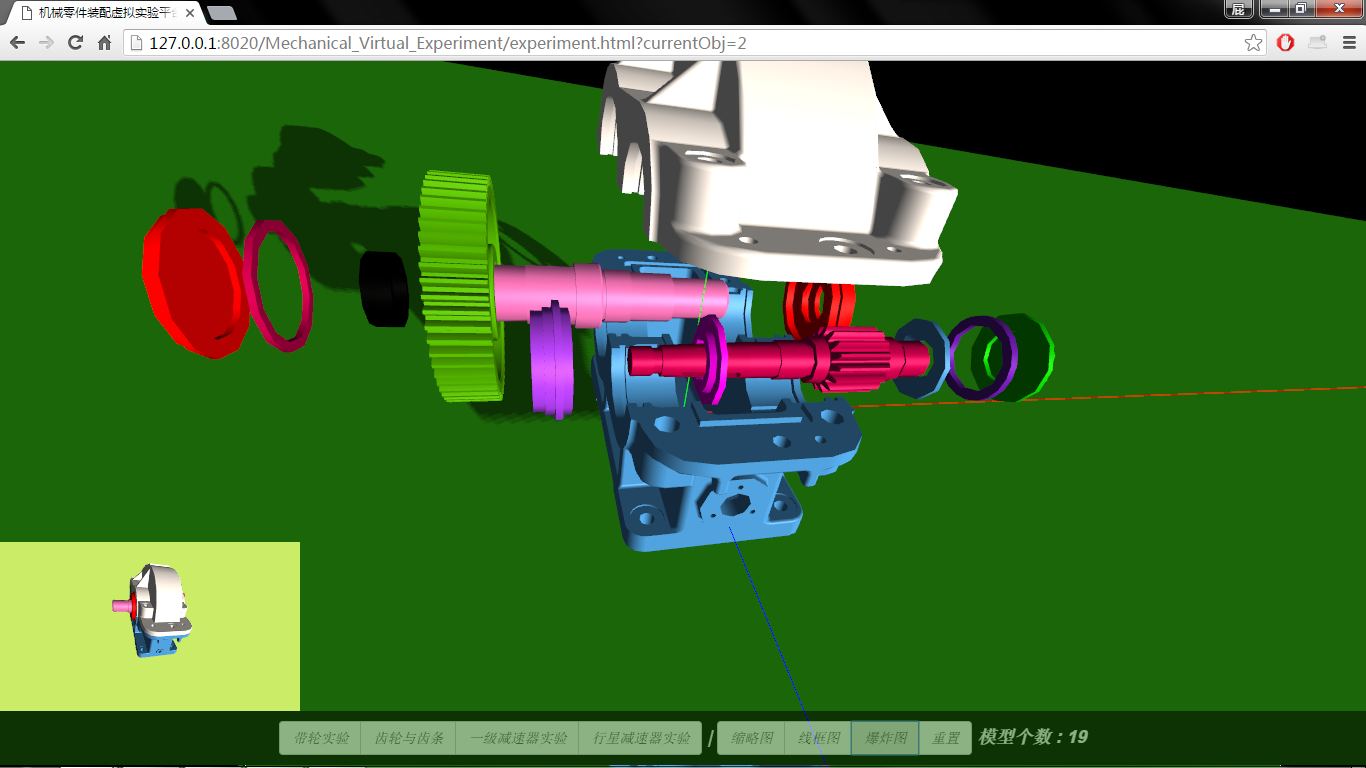 机械零件装配虚拟实验平台
屁
127.0.0.1:8020/Mechanical_Virtual_Experiment/experiment.html?currentObj=2
带轮实验 齿轮与齿条 一级减速器实验 行星减速器实验 | 缩略图 线框图 爆炸图 重置 模型个数 : 19